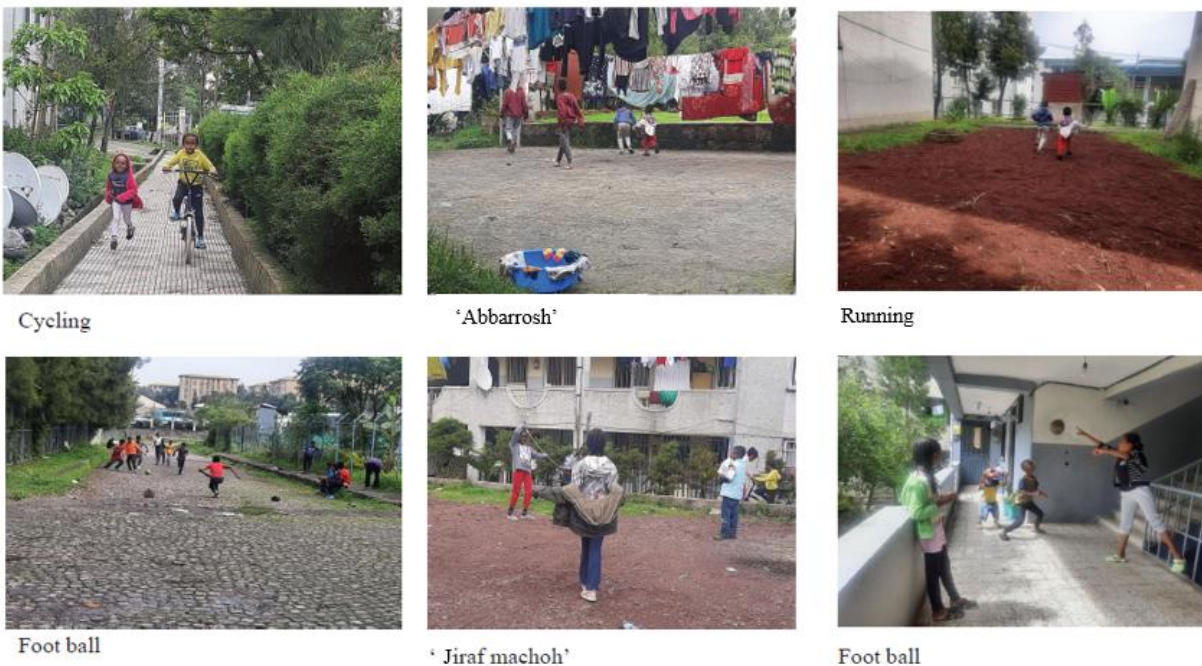 Cycling
‘Abbarrosh’
Running
Foot ball
‘ Jiraf machoh’
Foot ball